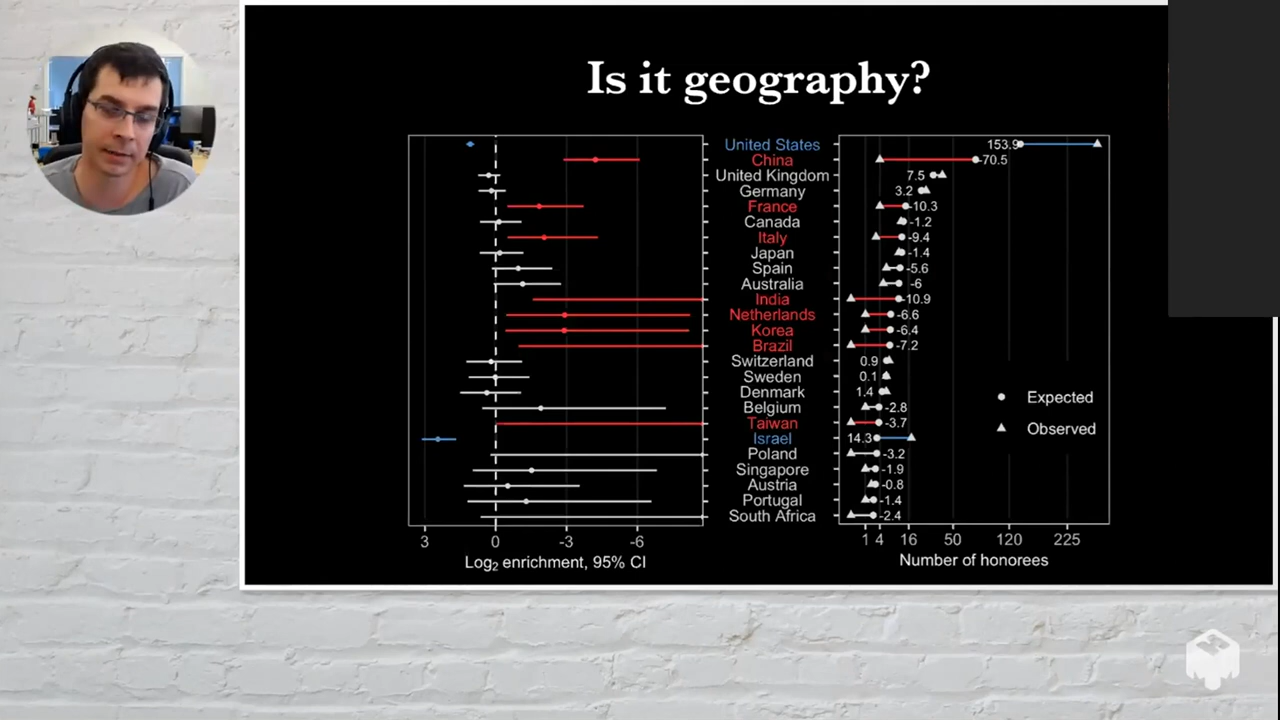 Is it geography?
United States 153.9
China -70.5
United Kingdom 7.5
Germany 3.2
France -10.3
Canada -1.2
Italy -9.4
Japan -1.4
Spain -5.6
Australia -6
India -10.9
Netherlands -6.6
Korea -6.4
Brazil -7.2
Switzerland 0.9
Sweden 0.1
Denmark 1.4
Belgium -2.8
Taiwan -3.7
Israel 14.3
Poland -3.2
Singapore -1.9
Austria -0.8
Portugal -1.4
South Africa -2.4
Expected
Observed
3 0 -3 -6
Log₂ enrichment, 95% CI
1 4 16 50 120 225
Number of honorees